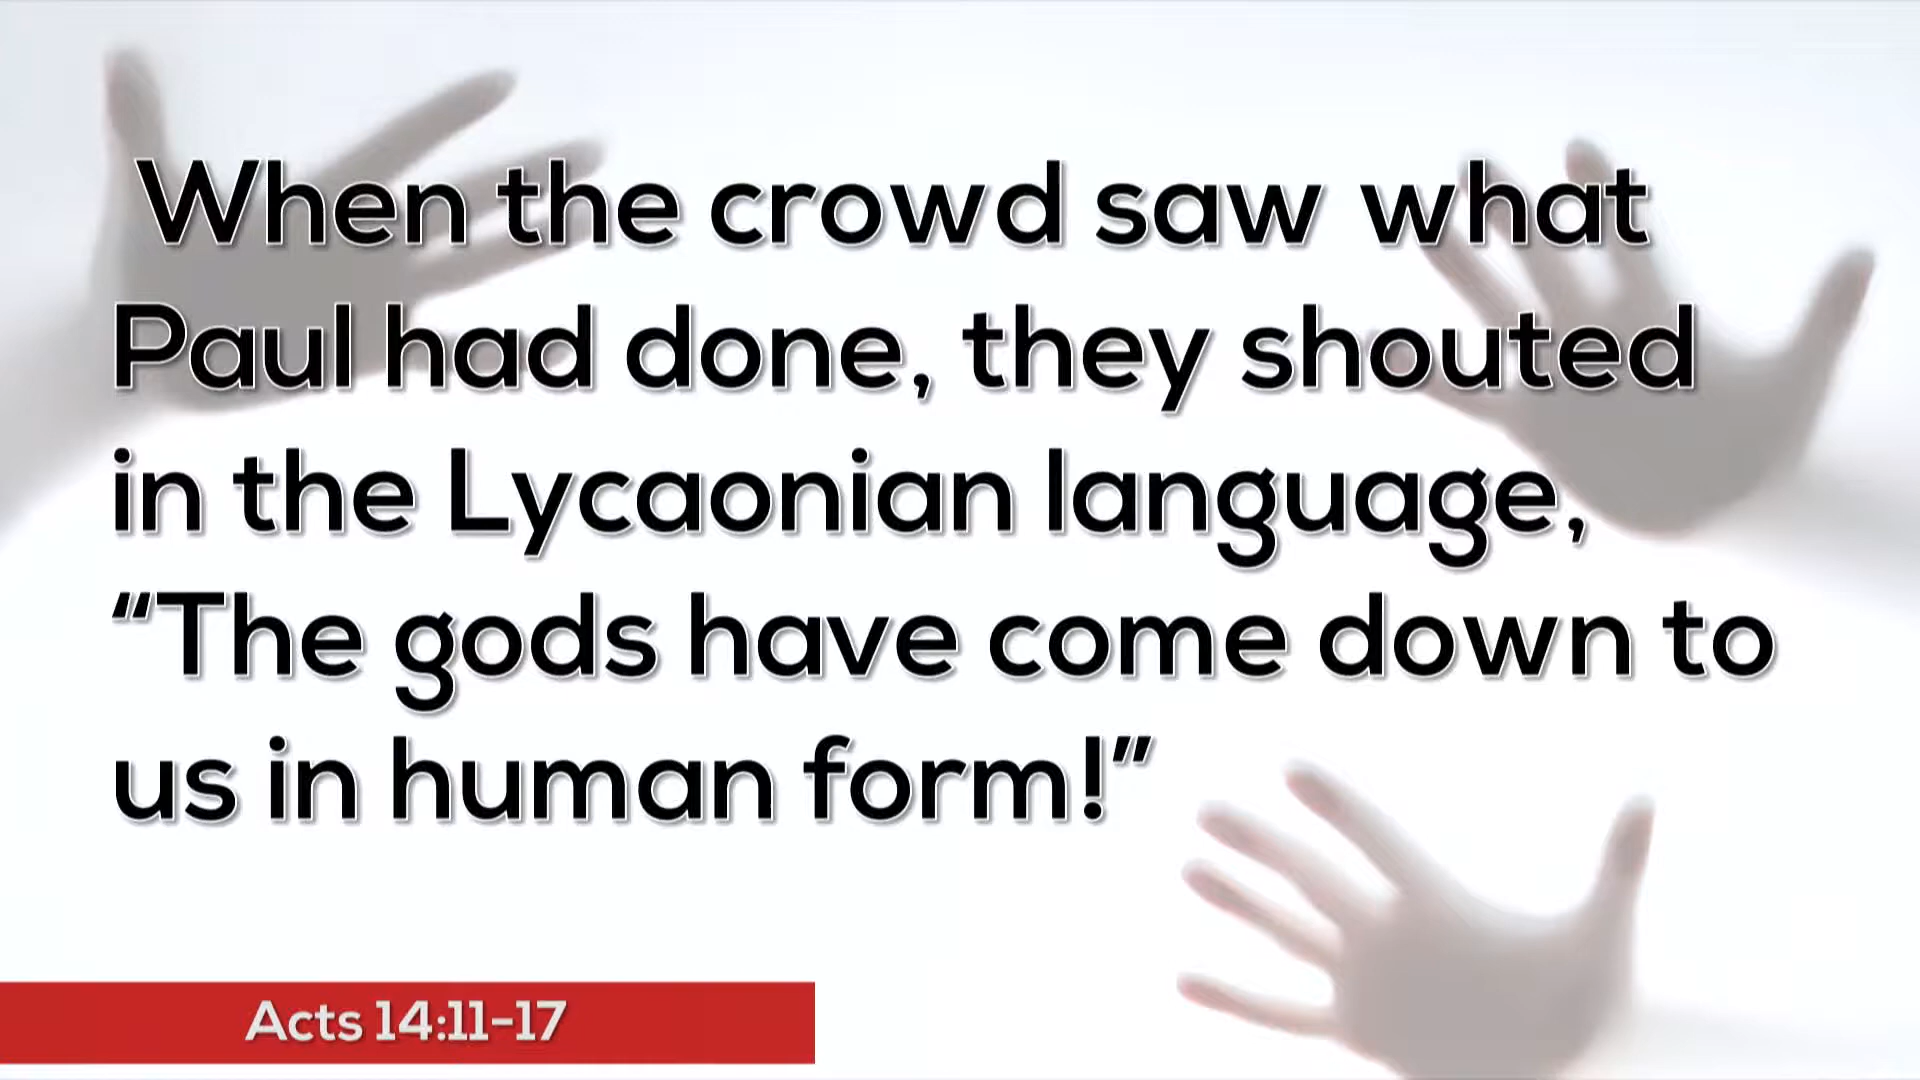 When the crowd saw what
Paul had done, they shouted
in the Lycaonian language,
“The gods have come down to
us in human form!”
Acts 14:11-17